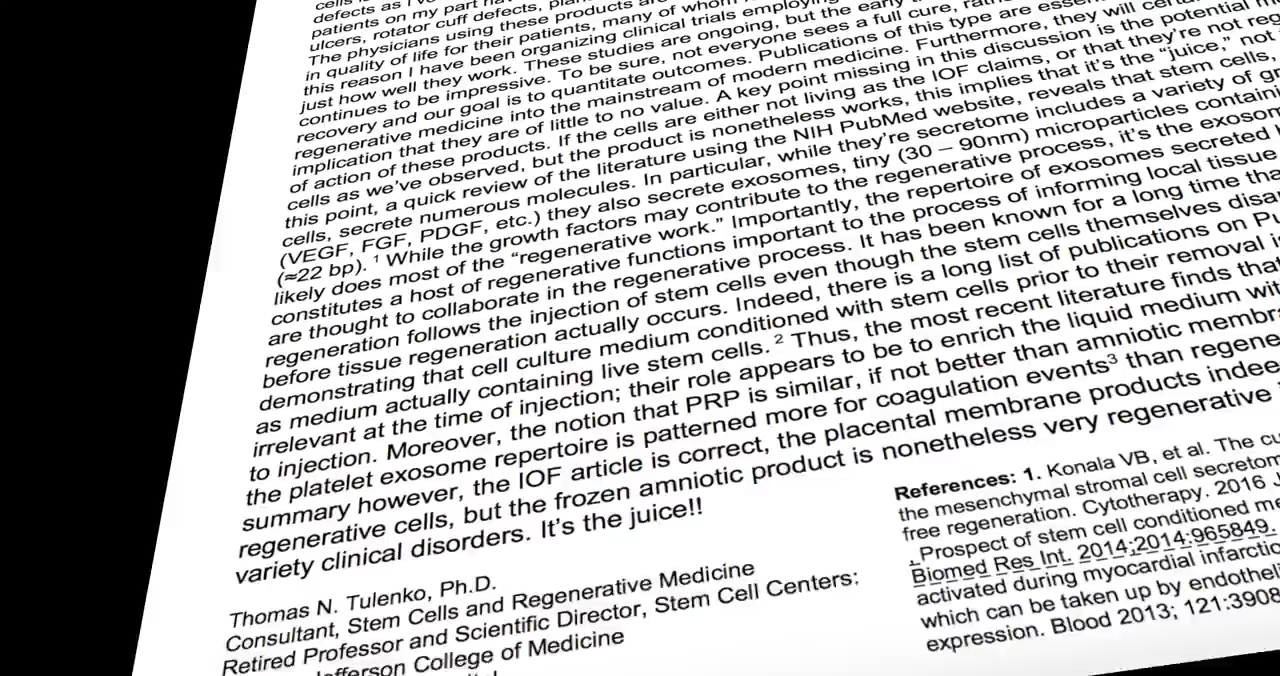 defects as I've
patients on my part
ulcers, rotator cuff defects,
The physicians using these products are
in quality of life for their patients, many of whom
this reason I have been organizing clinical trials employing
just how well they work. These studies are ongoing, but the early
continues to be impressive. To be sure, not everyone sees a full cure,
recovery and our goal is to quantitate outcomes. Publications of this type are
regenerative medicine into the mainstream of modern medicine. Furthermore, they will
implication that they are of little to no value. A key point missing in this discussion is the potential
of action of these products. If the cells are either not living as the IOF claims, or that they're not
cells as we've observed, but the product is nonetheless works, this implies that it's the “juice,” not
this point, a quick review of the literature using the NIH PubMed website, reveals that stem cells,
cells, secrete numerous molecules. In particular, while they're secretome includes a variety of
(VEGF, FGF, PDGF, etc.) they also secrete exosomes, tiny (30 – 90nm) microparticles containi
(≈22 bp). ¹ While the growth factors may contribute to the regenerative process, it's the exosom
likely does most of the “regenerative work.” Importantly, the repertoire of exosomes secreted
constitutes a host of regenerative functions important to the process of informing local tissue
are thought to collaborate in the regenerative process. It has been known for a long time tha
regeneration follows the injection of stem cells even though the stem cells themselves disa
before tissue regeneration actually occurs. Indeed, there is a long list of publications on Pu
demonstrating that cell culture medium conditioned with stem cells prior to their removal
as medium actually containing live stem cells. ² Thus, the most recent literature finds that
irrelevant at the time of injection; their role appears to be to enrich the liquid medium wit
to injection. Moreover, the notion that PRP is similar, if not better than amniotic membra
the platelet exosome repertoire is patterned more for coagulation events³ than regene
summary however, the IOF article is correct, the placental membrane products indee
regenerative cells, but the frozen amniotic product is nonetheless very regenerative
variety clinical disorders. It's the juice!!
Thomas N. Tulenko, Ph.D.
Consultant, Stem Cells and Regenerative Medicine
Retired Professor and Scientific Director, Stem Cell Centers;
Jefferson College of Medicine
References: 1. Konala VB, et al. The cu
the mesenchymal stromal cell secretom
free regeneration. Cytotherapy. 2016
Prospect of stem cell conditioned me
Biomed Res Int. 2014;2014:965849.
activated during myocardial infarctio
which can be taken up by endotheli
expression. Blood 2013; 121:3908